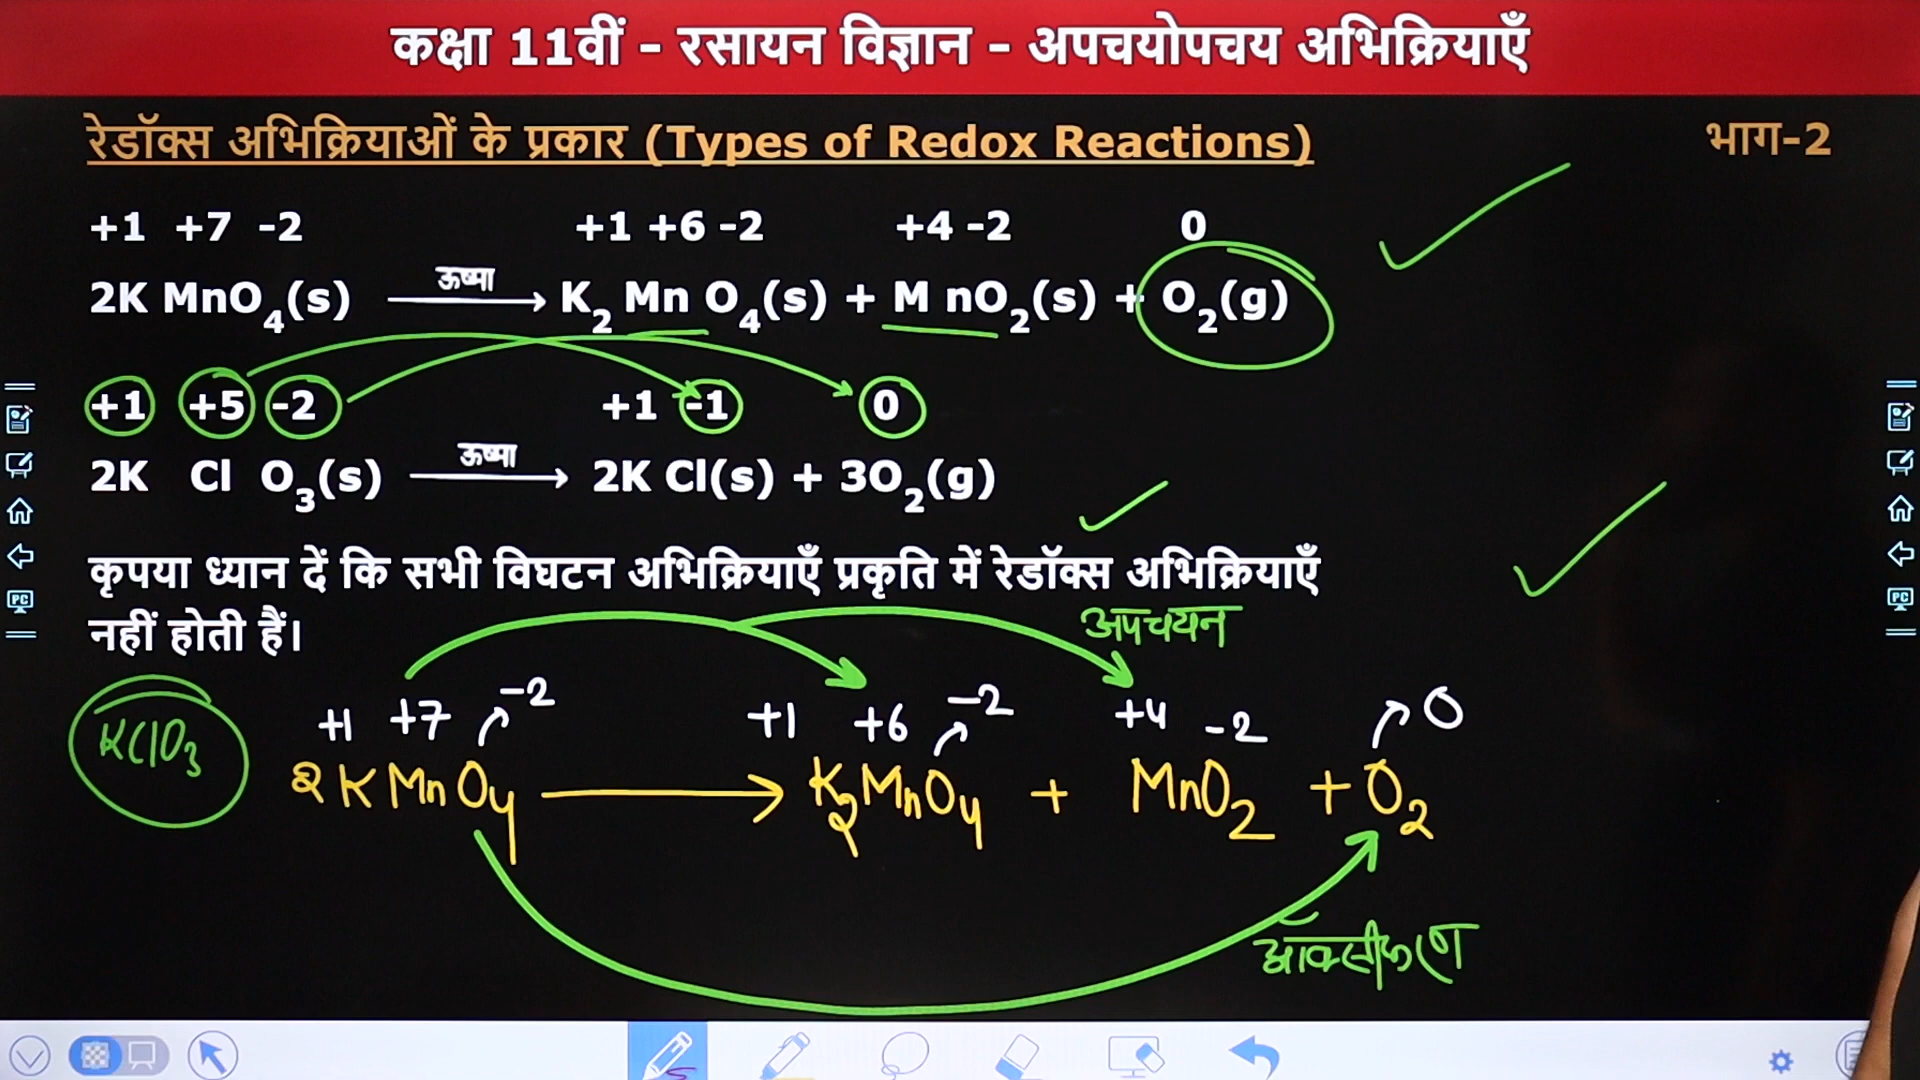 कक्षा 11वीं - रसायन विज्ञान - अपचयोपचय अभिक्रियाएँ
रेडॉक्स अभिक्रियाओं के प्रकार (Types of Redox Reactions) भाग-2
+1 +7 -2 +1 +6 -2 +4 -2 0
ऊष्मा
2K MnO4(s) ⟶ K2 Mn O4(s) + M nO2(s) + O2(g)
+1 +5 -2 +1 -1 0
ऊष्मा
2K Cl O3(s) ⟶ 2K Cl(s) + 3O2(g)
कृपया ध्यान दें कि सभी विघटन अभिक्रियाएँ प्रकृति में रेडॉक्स अभिक्रियाएँ
नहीं होती हैं।
अपचयन
+1 +7 -2 +1 +6 -2 +4 -2 0
KClO3
2KMnO4 ⟶ K2MnO4 + MnO2 + O2
ऑक्सीकरण
PC
PC